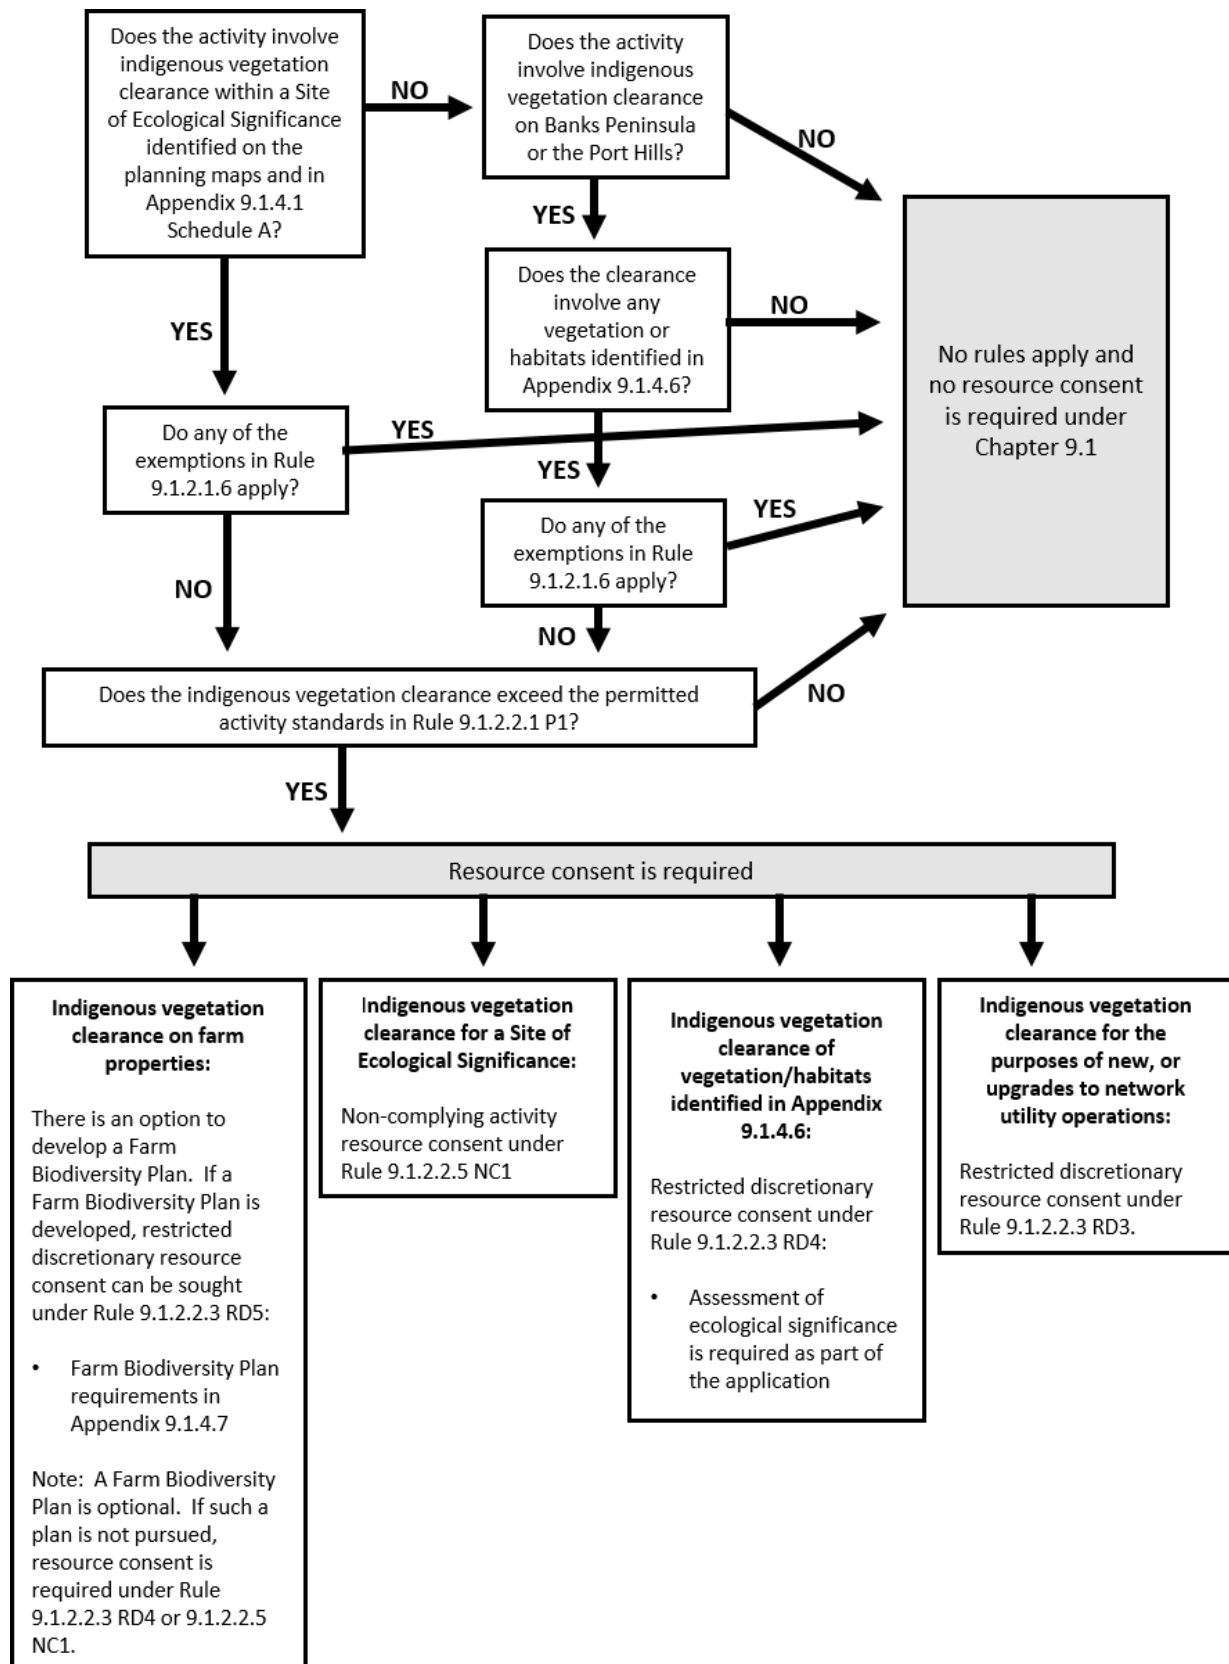 Does the activity involve
indigenous vegetation
clearance within a Site
of Ecological Significance
identified on the
planning maps and in
Appendix 9.1.4.1
Schedule A?
NO
Does the activity
involve indigenous
vegetation clearance
on Banks Peninsula
or the Port Hills?
NO
YES
YES
Does the clearance
involve any
vegetation or
habitats identified in
Appendix 9.1.4.6?
NO
No rules apply and
no resource consent
is required under
Chapter 9.1
Do any of the
exemptions in Rule
9.1.2.1.6 apply?
YES
YES
Do any of the
exemptions in Rule
9.1.2.1.6 apply?
YES
NO
NO
Does the indigenous vegetation clearance exceed the permitted
activity standards in Rule 9.1.2.2.1 P1?
NO
YES
Resource consent is required
Indigenous vegetation
clearance on farm
properties:
There is an option to
develop a Farm
Biodiversity Plan.  If a
Farm Biodiversity Plan is
developed, restricted
discretionary resource
consent can be sought
under Rule 9.1.2.2.3 RD5:
• Farm Biodiversity Plan
requirements in
Appendix 9.1.4.7
Note:  A Farm Biodiversity
Plan is optional.  If such a
plan is not pursued,
resource consent is
required under Rule
9.1.2.2.3 RD4 or 9.1.2.2.5
NC1.
Indigenous vegetation
clearance for a Site of
Ecological Significance:
Non-complying activity
resource consent under
Rule 9.1.2.2.5 NC1
Indigenous vegetation
clearance of
vegetation/habitats
identified in Appendix
9.1.4.6:
Restricted discretionary
resource consent under
Rule 9.1.2.2.3 RD4:
• Assessment of
ecological significance
is required as part of
the application
Indigenous vegetation
clearance for the
purposes of new, or
upgrades to network
utility operations:
Restricted discretionary
resource consent under
Rule 9.1.2.2.3 RD3.